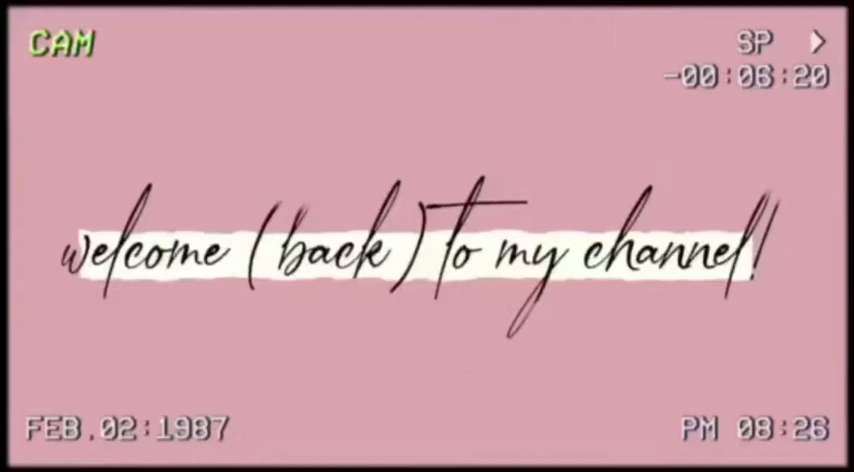 CAM
SP
-00:06:20
welcome (back) to my channel!
FEB.02:1987
PM 08:26